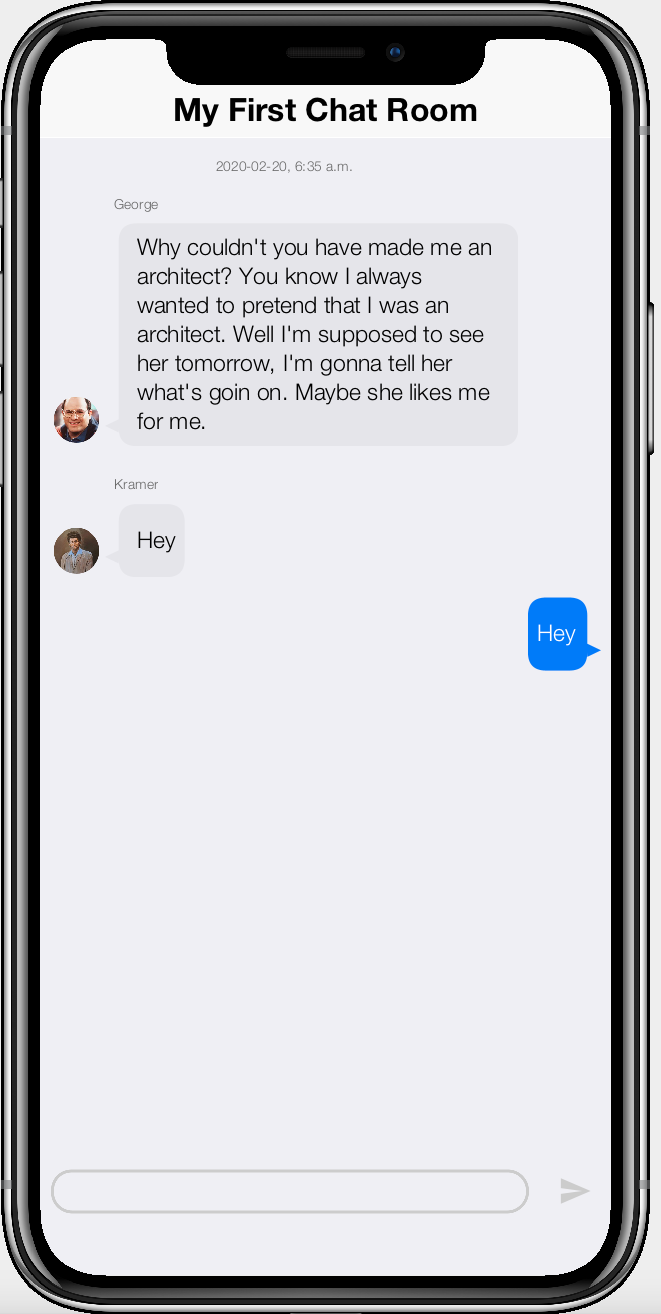 My First Chat Room
2020-02-20, 6:35 a.m.
George
Why couldn't you have made me an
architect? You know I always
wanted to pretend that I was an
architect. Well I'm supposed to see
her tomorrow, I'm gonna tell her
what's goin on. Maybe she likes me
for me.
Kramer
Hey
Hey